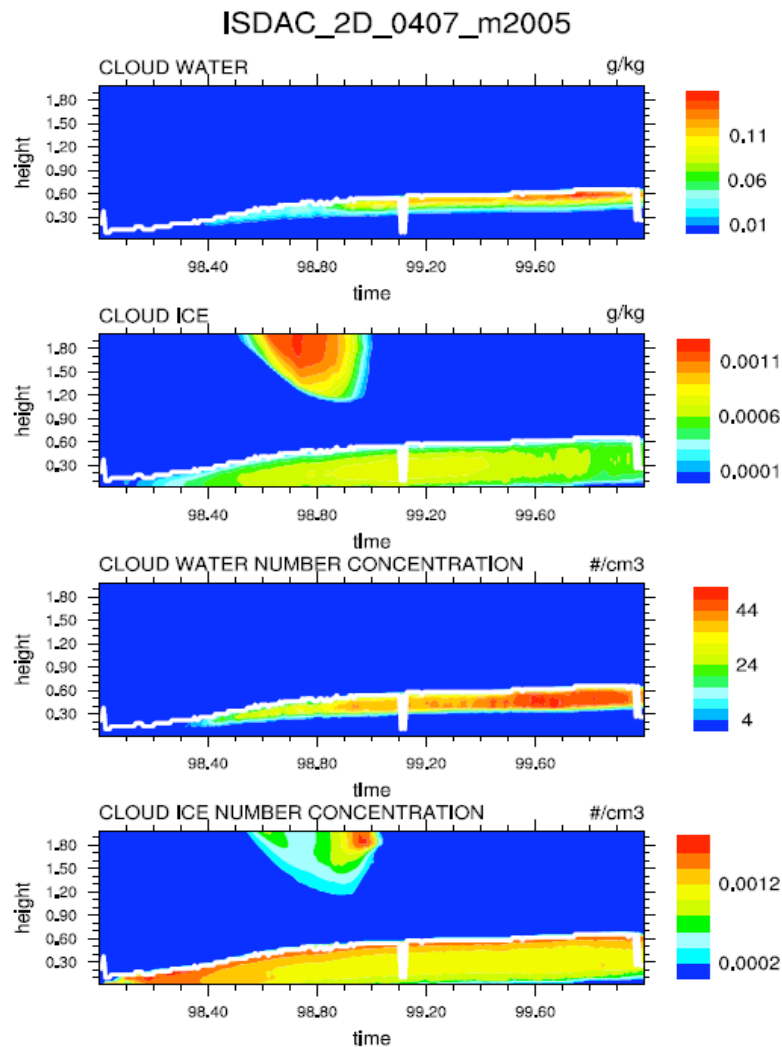 ISDAC_2D_0407_m2005
CLOUD WATER g/kg
height
1.80
1.50
1.20
0.90
0.60
0.30
0.11
0.06
0.01
98.40 98.80 99.20 99.60
time
CLOUD ICE g/kg
height
1.80
1.50
1.20
0.90
0.60
0.30
0.0011
0.0006
0.0001
98.40 98.80 99.20 99.60
time
CLOUD WATER NUMBER CONCENTRATION #/cm3
height
1.80
1.50
1.20
0.90
0.60
0.30
44
24
4
98.40 98.80 99.20 99.60
time
CLOUD ICE NUMBER CONCENTRATION #/cm3
height
1.80
1.50
1.20
0.90
0.60
0.30
0.0012
0.0002
98.40 98.80 99.20 99.60
time